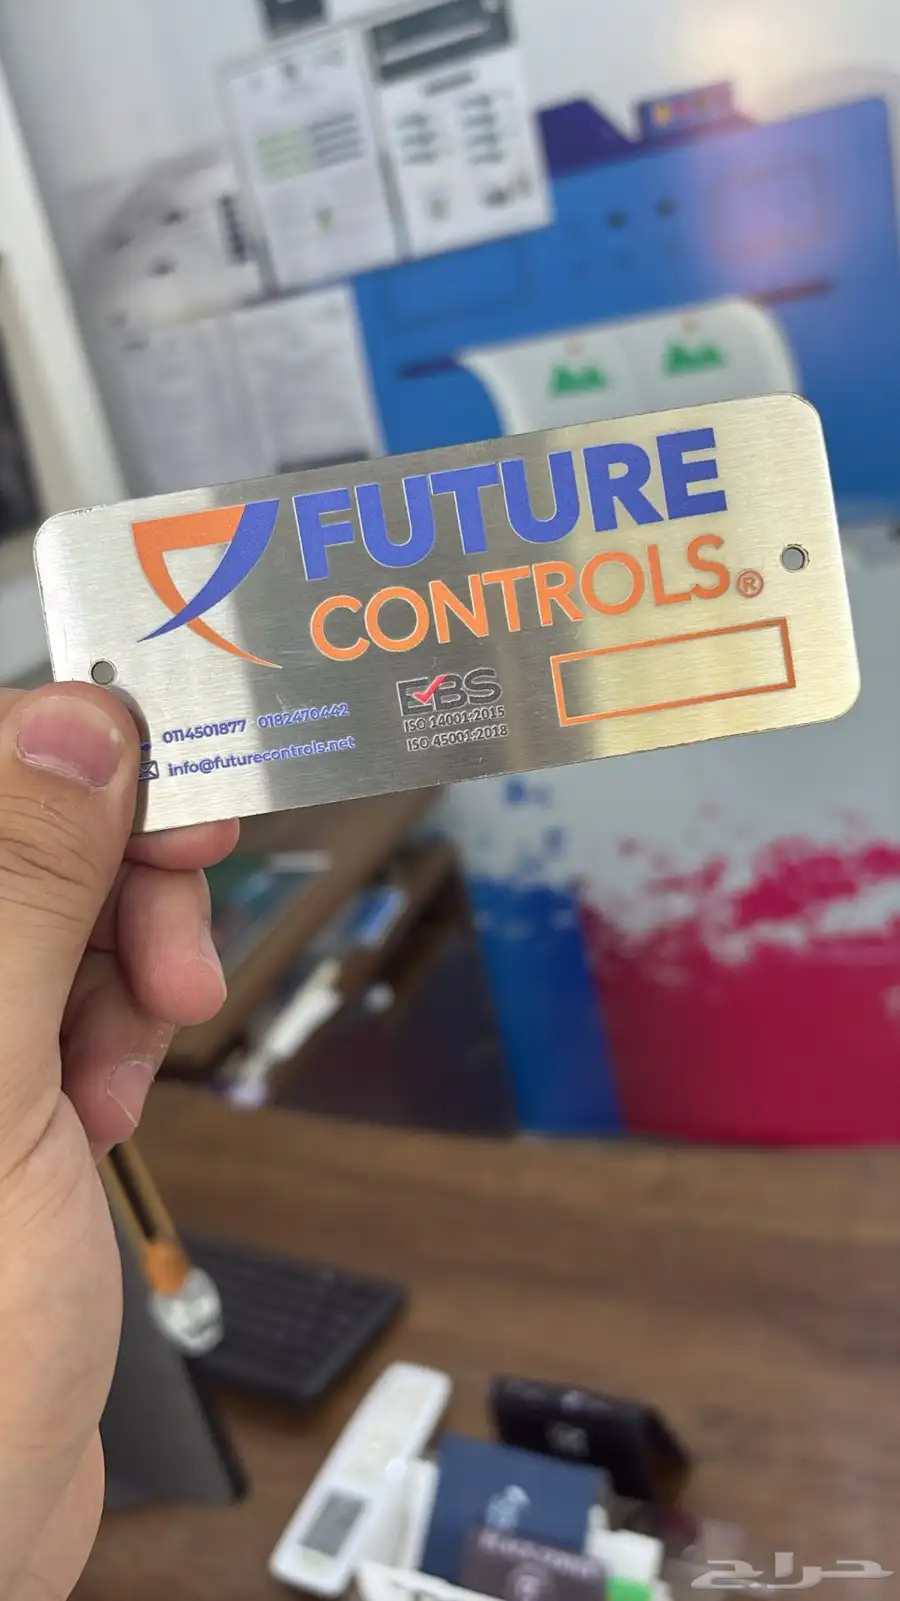 FUTURE
CONTROLS®
0114501877 0182470442
info@futurecontrols.net
EBS
ISO 14001:2015
ISO 45001:2018
حراج